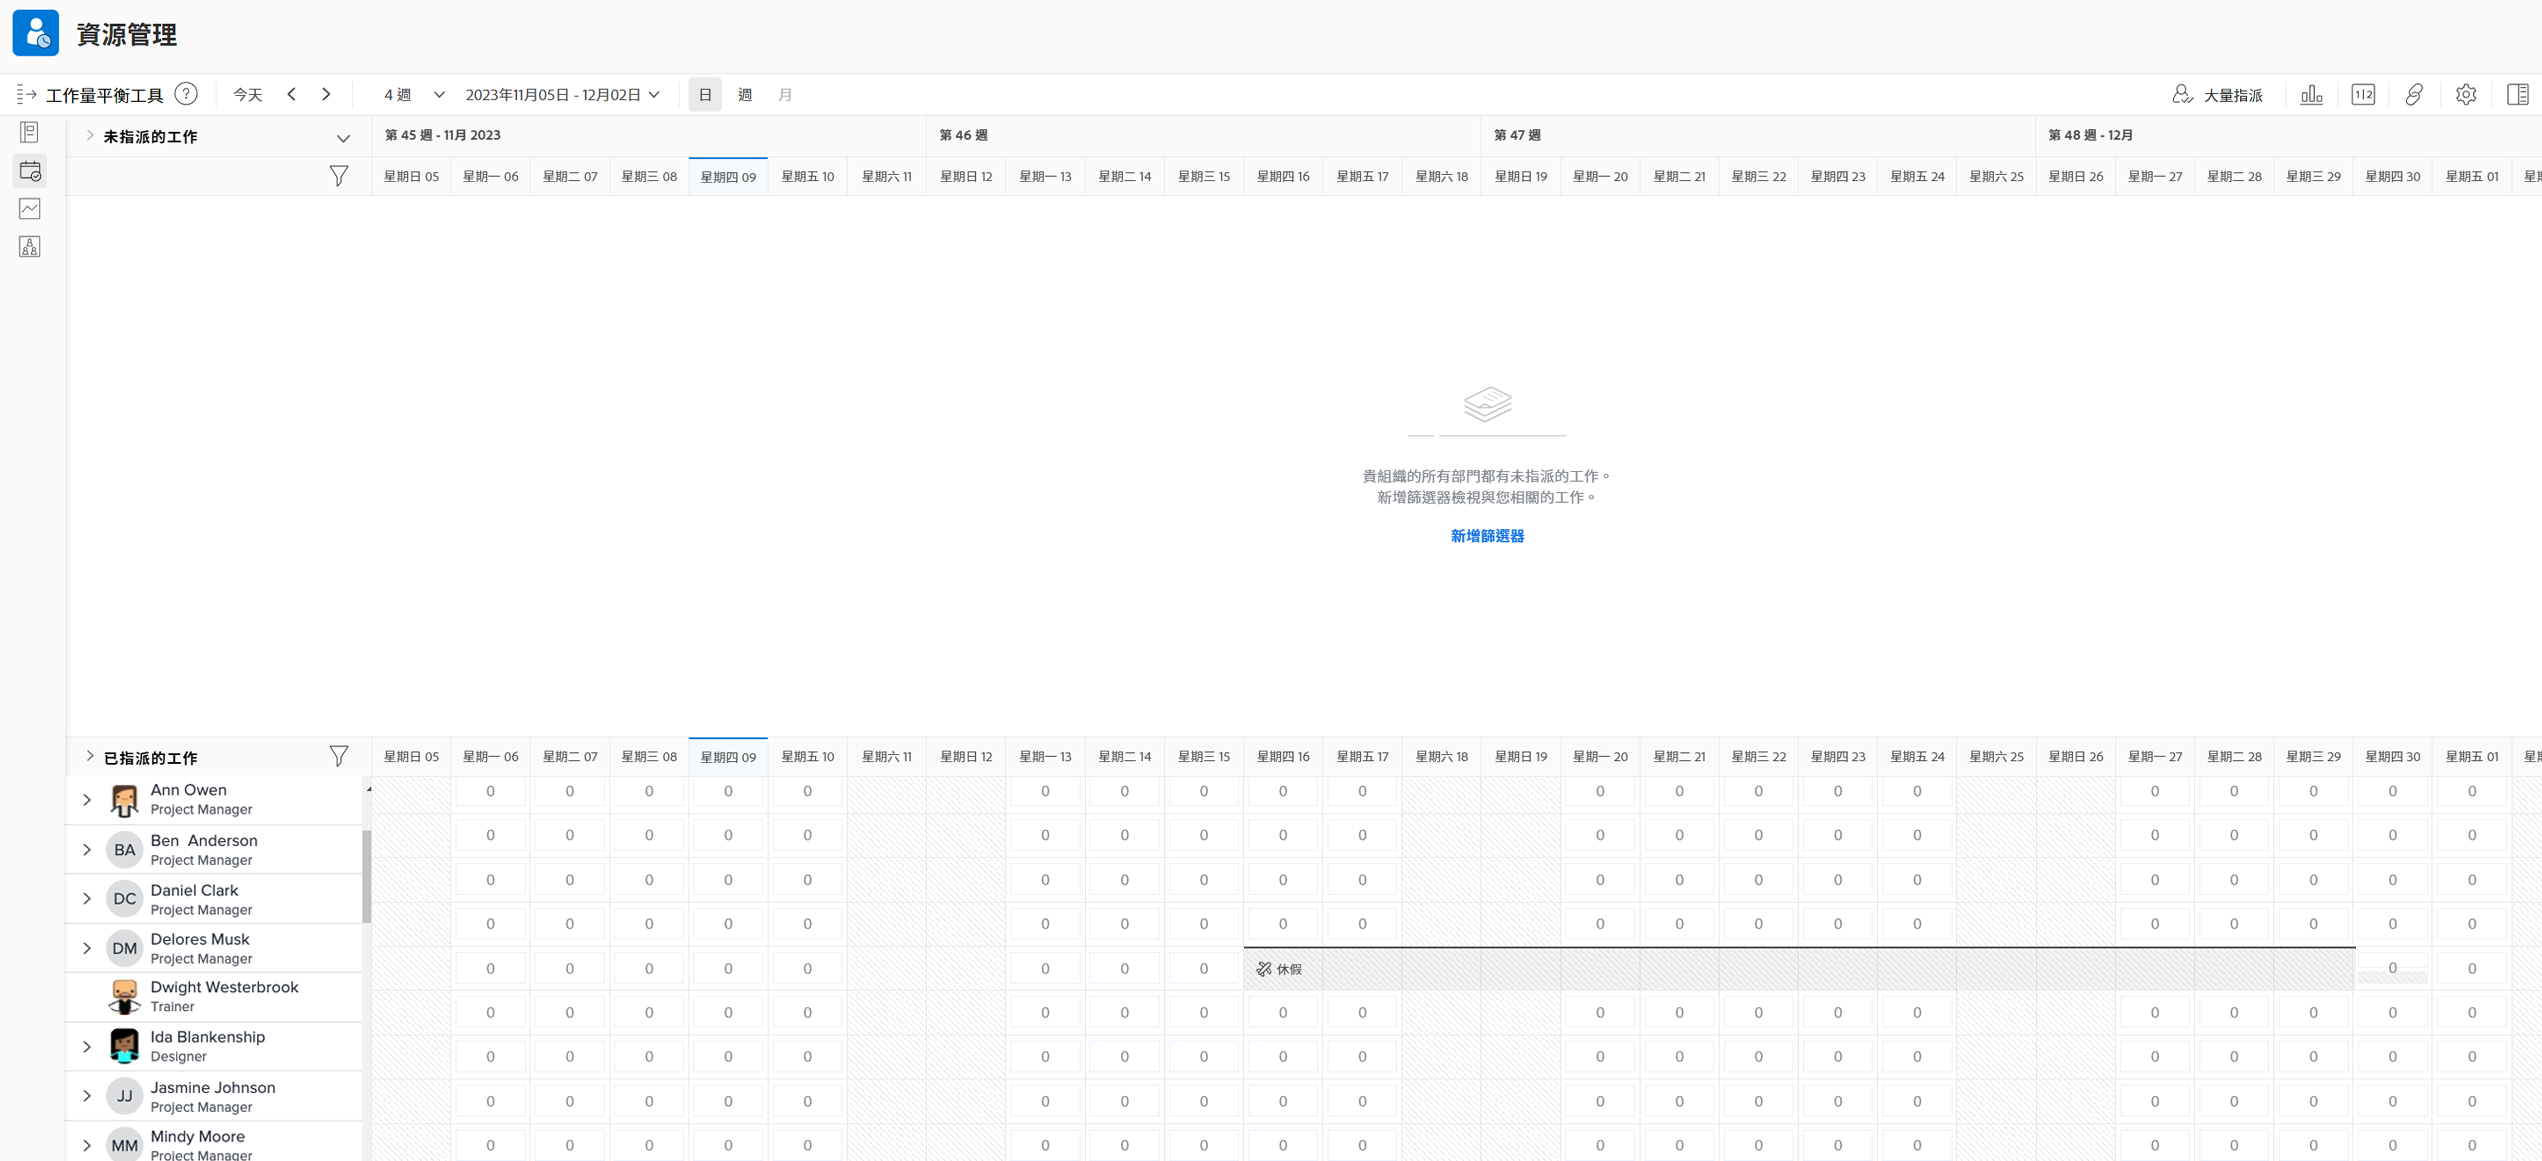 資源管理
工作量平衡工具 ? 今天 4 週 2023年11月05日 - 12月02日 日 週 月 大量指派 1|2
未指派的工作 第 45 週 - 11月 2023 第 46 週 第 47 週 第 48 週 - 12月
星期日 05 星期一 06 星期二 07 星期三 08 星期四 09 星期五 10 星期六 11 星期日 12 星期一 13 星期二 14 星期三 15 星期四 16 星期五 17 星期六 18 星期日 19 星期一 20 星期二 21 星期三 22 星期四 23 星期五 24 星期六 25 星期日 26 星期一 27 星期二 28 星期三 29 星期四 30 星期五 01
貴組織的所有部門都有未指派的工作。
新增篩選器檢視與您相關的工作。
新增篩選器
已指派的工作 星期日 05 星期一 06 星期二 07 星期三 08 星期四 09 星期五 10 星期六 11 星期日 12 星期一 13 星期二 14 星期三 15 星期四 16 星期五 17 星期六 18 星期日 19 星期一 20 星期二 21 星期三 22 星期四 23 星期五 24 星期六 25 星期日 26 星期一 27 星期二 28 星期三 29 星期四 30 星期五 01
Ann Owen
Project Manager
0 0 0 0 0 0 0 0 0 0 0 0 0 0 0 0 0 0 0 0
BA Ben Anderson
Project Manager
0 0 0 0 0 0 0 0 0 0 0 0 0 0 0 0 0 0 0 0
DC Daniel Clark
Project Manager
0 0 0 0 0 0 0 0 0 0 0 0 0 0 0 0 0 0 0 0
DM Delores Musk
Project Manager
0 0 0 0 0 0 0 0 0 0 0 0 0 0 0 0 0 0 0 0
Dwight Westerbrook
Trainer
0 0 0 0 0 0 0 0 休假 0 0
Ida Blankenship
Designer
0 0 0 0 0 0 0 0 0 0 0 0 0 0 0 0 0 0 0 0
0 0 0 0 0 0 0 0 0 0 0 0 0 0 0 0 0 0 0 0
JJ Jasmine Johnson
Project Manager
0 0 0 0 0 0 0 0 0 0 0 0 0 0 0 0 0 0 0 0
MM Mindy Moore
Project Manager
0 0 0 0 0 0 0 0 0 0 0 0 0 0 0 0 0 0 0 0